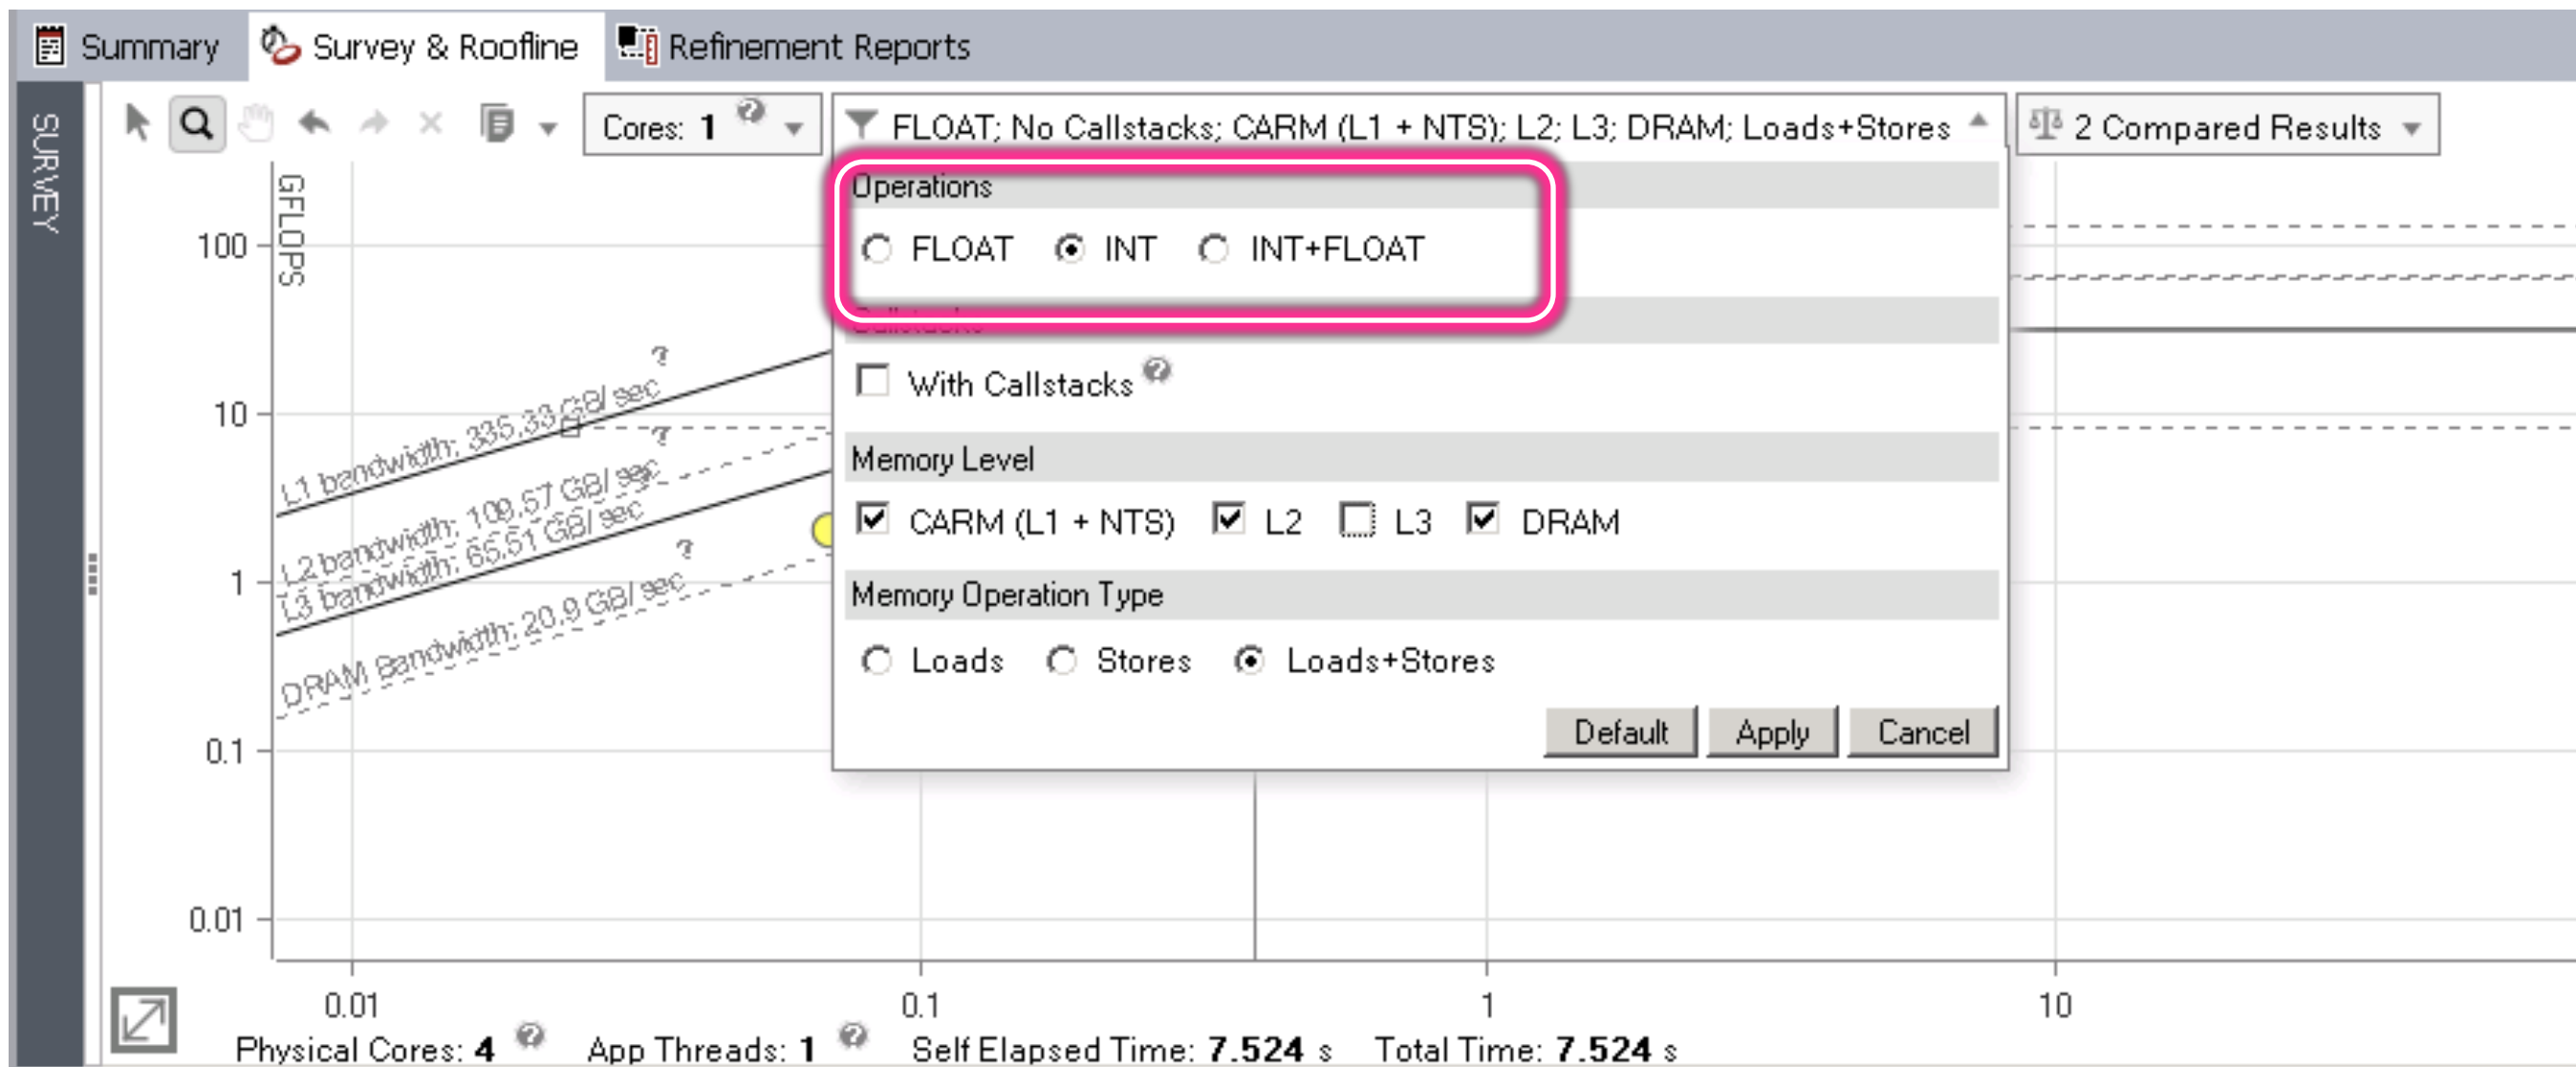 Summary Survey & Roofline Refinement Reports
SURVEY
Cores: 1 FLOAT; No Callstacks; CARM (L1 + NTS); L2; L3; DRAM; Loads+Stores 2 Compared Results
Operations
FLOAT INT INT+FLOAT
Callstacks
With Callstacks
Memory Level
CARM (L1 + NTS) L2 L3 DRAM
Memory Operation Type
Loads Stores Loads+Stores
Default Apply Cancel
GFLOPS
100
10
1
0.1
0.01
L1 bandwidth: 335.33 GB/sec ?
L2 bandwidth: 109.57 GB/sec ?
L3 bandwidth: 65.51 GB/sec
DRAM Bandwidth: 20.9 GB/sec ?
0.01 0.1 1 10
Physical Cores: 4 App Threads: 1 Self Elapsed Time: 7.524 s Total Time: 7.524 s